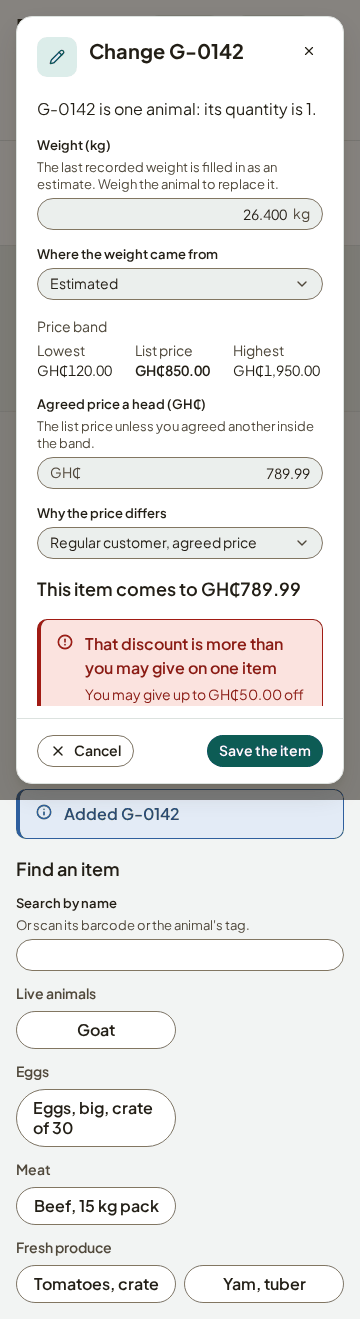 Change G-0142
G-0142 is one animal: its quantity is 1.
Weight (kg)
The last recorded weight is filled in as an
estimate. Weigh the animal to replace it.
26.400 kg
Where the weight came from
Estimated
Price band
Lowest List price Highest
GH₵120.00 GH₵850.00 GH₵1,950.00
Agreed price a head (GH₵)
The list price unless you agreed another inside
the band.
GH₵ 789.99
Why the price differs
Regular customer, agreed price
This item comes to GH₵789.99
That discount is more than
you may give on one item
You may give up to GH₵50.00 off
Cancel Save the item
Added G-0142
Find an item
Search by name
Or scan its barcode or the animal's tag.
Live animals
Goat
Eggs
Eggs, big, crate
of 30
Meat
Beef, 15 kg pack
Fresh produce
Tomatoes, crate Yam, tuber